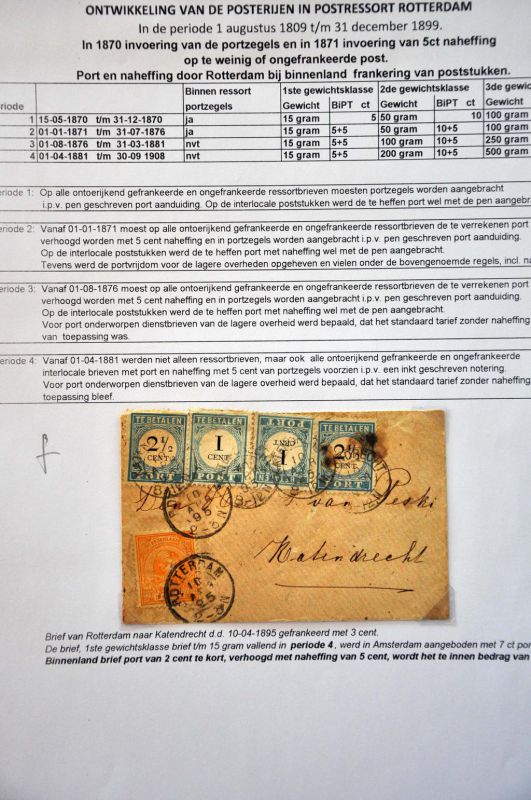 ONTWIKKELING VAN DE POSTERIJEN IN POSTRESSORT ROTTERDAM
In de periode 1 augustus 1809 t/m 31 december 1899.
In 1870 invoering van de portzegels en in 1871 invoering van 5ct naheffing
op te weinig of ongefrankeerde post.
Port en naheffing door Rotterdam bij binnenland frankering van poststukken.
Binnen ressort 1ste gewichtsklasse 2de gewichtsklasse 3de gewic
riode portzegels Gewicht BiPT ct Gewicht BiPT ct Gewicht
1 15-05-1870 t/m 31-12-1870 ja 15 gram 5 50 gram 10 100 gram
2 01-01-1871 t/m 31-07-1876 ja 15 gram 5+5 50 gram 10+5 100 gram
3 01-08-1876 t/m 31-03-1881 nvt 15 gram 5+5 100 gram 10+5 250 gram
4 01-04-1881 t/m 30-09 1908 nvt 15 gram 5+5 200 gram 10+5 500 gram
eriode 1: Op alle ontoerijkend gefrankeerde en ongefrankeerde ressortbrieven moesten portzegels worden aangebracht
i.p.v. pen geschreven port aanduiding. Op de interlocale poststukken werd de te heffen port wel met de pen aangebra
eriode 2: Vanaf 01-01-1871 moest op alle ontoerijkend gefrankeerde en ongefrankeerde ressortbrieven de te verrekenen port
verhoogd worden met 5 cent naheffing en in portzegels worden aangebracht i.p.v. pen geschreven port aanduiding.
Op de interlocale poststukken werd de te heffen port met naheffing wel met de pen aangebracht.
Tevens werd de portvrijdom voor de lagere overheden opgeheven en vielen onder de bovengenoemde regels, incl. na
eriode 3: Vanaf 01-08-1876 moest op alle ontoerijkend gefrankeerde en ongefrankeerde ressortbrieven de te verrekenen port
verhoogd worden met 5 cent naheffing en in portzegels worden aangebracht i.p.v. pen geschreven port aanduiding.
Op de interlocale poststukken werd de te heffen port met naheffing wel met de pen aangebracht.
Voor port onderworpen dienstbrieven van de lagere overheid werd bepaald, dat het standaard tarief zonder naheffing
van toepassing was.
eriode 4: Vanaf 01-04-1881 werden niet alleen ressortbrieven, maar ook alle ontoerijkend gefrankeerde en ongefrankeerde
interlocale brieven met port en naheffing met 5 cent van portzegels voorzien i.p.v. een inkt geschreven notering.
Voor port onderworpen dienstbrieven van de lagere overheid werd bepaald, dat het standaard tarief zonder naheffing
toepassing bleef.
TE BETALEN TE BETALEN PORT TE BETALEN
2½ 1 1 2½
CENT CENT CENT CENT
PORT PORT TE BETALEN PORT
van Peski
Katendrecht
ROTTERDAM
Brief van Rotterdam naar Katendrecht d.d. 10-04-1895 gefrankeerd met 3 cent.
De brief, 1ste gewichtsklasse brief t/m 15 gram vallend in periode 4, werd in Amsterdam aangeboden met 7 ct por
Binnenland brief port van 2 cent te kort, verhoogd met naheffing van 5 cent, wordt het te innen bedrag van